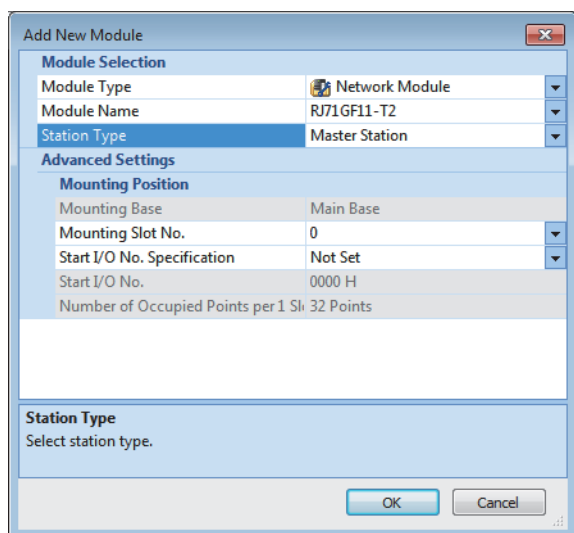 Add New Module
Module Selection
Module Type Network Module
Module Name RJ71GF11-T2
Station Type Master Station
Advanced Settings
Mounting Position
Mounting Base Main Base
Mounting Slot No. 0
Start I/O No. Specification Not Set
Start I/O No. 0000 H
Number of Occupied Points per 1 Sl 32 Points
Station Type
Select station type.
OK Cancel